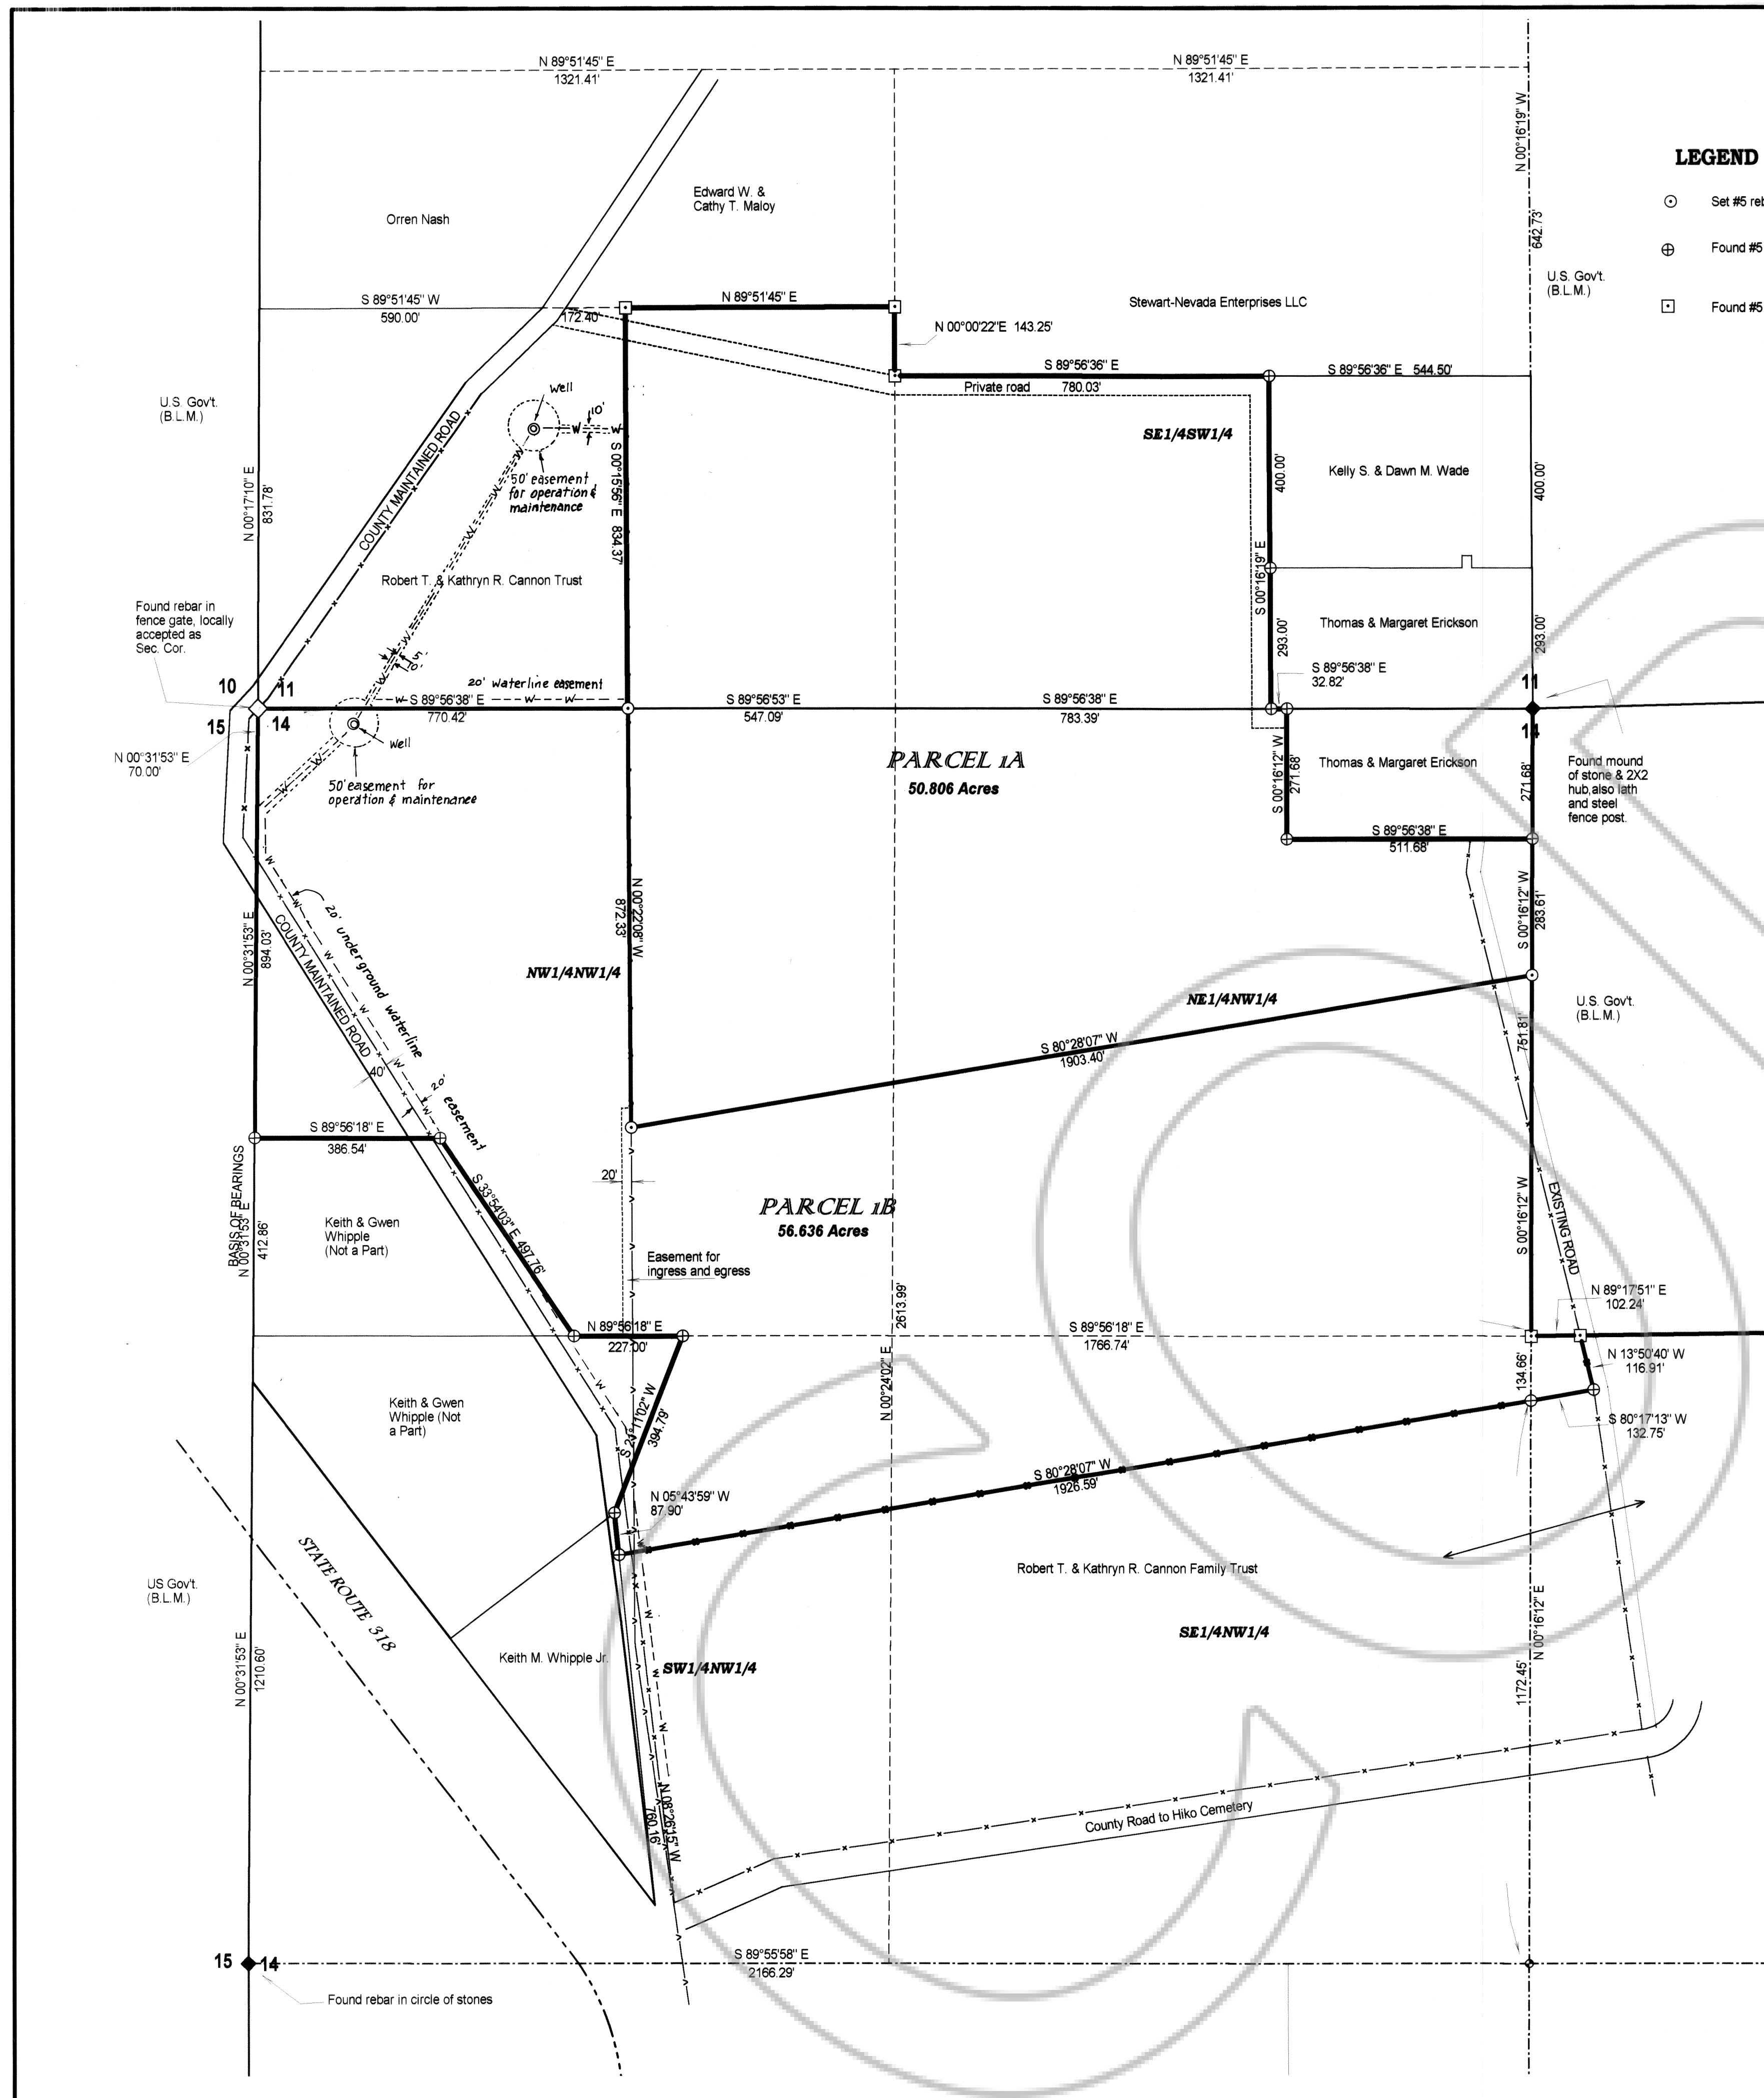 N 89°51'45" E
1321.41'
N 89°51'45" E
1321.41'
N 00°16'19" W
642.73'
LEGEND
Set #5
Found #5
Found #5
U.S. Gov't.
(B.L.M.)
Orren Nash
Edward W. &
Cathy T. Maloy
Stewart-Nevada Enterprises LLC
S 89°51'45" W
590.00'
172.40'
N 89°51'45" E
N 00°00'22"E 143.25'
S 89°56'36" E
780.03'
Private road
S 89°56'36" E 544.50'
U.S. Gov't.
(B.L.M.)
N 00°17'10" E
831.78'
COUNTY MAINTAINED ROAD
Well
10'
50' easement
for operation &
maintenance
S 00°15'56" E 834.37'
SE1/4SW1/4
400.00'
Kelly S. & Dawn M. Wade
400.00'
Robert T. & Kathryn R. Cannon Trust
S 00°16'19" E
293.00'
Thomas & Margaret Erickson
293.00'
Found rebar in
fence gate, locally
accepted as
Sec. Cor.
5'
10'
20' waterline easement
S 89°56'38" E
32.82'
10
11
15
14
S 89°56'38" E
770.42'
S 89°56'53" E
547.09'
S 89°56'38" E
783.39'
11
14
N 00°31'53" E
70.00'
Well
50' easement for
operation & maintenance
PARCEL 1A
50.806 Acres
S 00°16'12" W
271.68'
Thomas & Margaret Erickson
271.68'
Found mound
of stone & 2X2
hub,also lath
and steel
fence post.
S 89°56'38" E
511.68'
N 00°31'53" E
894.03'
20' underground waterline
20' easement
COUNTY MAINTAINED ROAD
40'
N 00°22'08" W
872.33'
NW1/4NW1/4
NE1/4NW1/4
S 00°16'12" W
283.61'
U.S. Gov't.
(B.L.M.)
S 80°28'07" W
1903.40'
751.81'
S 89°56'18" E
386.54'
BASIS OF BEARINGS
N 00°31'53" E
412.86'
Keith & Gwen
Whipple
(Not a Part)
S 33°54'03" E 497.76'
20'
PARCEL 1B
56.636 Acres
Easement for
ingress and egress
S 00°16'12" W
EXISTING ROAD
2613.99'
N 89°17'51" E
102.24'
N 89°56'18" E
227.00'
S 89°56'18" E
1766.74'
N 00°24'02" E
134.66'
N 13°50'40' W
116.91'
S 80°17'13" W
132.75'
Keith & Gwen
Whipple (Not
a Part)
S 21°11'02" W
394.79'
N 05°43'59" W
87.90'
S 80°28'07" W
1926.59'
STATE ROUTE 318
US Gov't.
(B.L.M.)
Robert T. & Kathryn R. Cannon Family Trust
SE1/4NW1/4
N 00°16'12" E
1172.45'
N 00°31'53" E
1210.60'
Keith M. Whipple Jr.
SW1/4NW1/4
N 08°26'15" W
760.16'
County Road to Hiko Cemetery
15
14
S 89°55'58" E
2166.29'
Found rebar in circle of stones